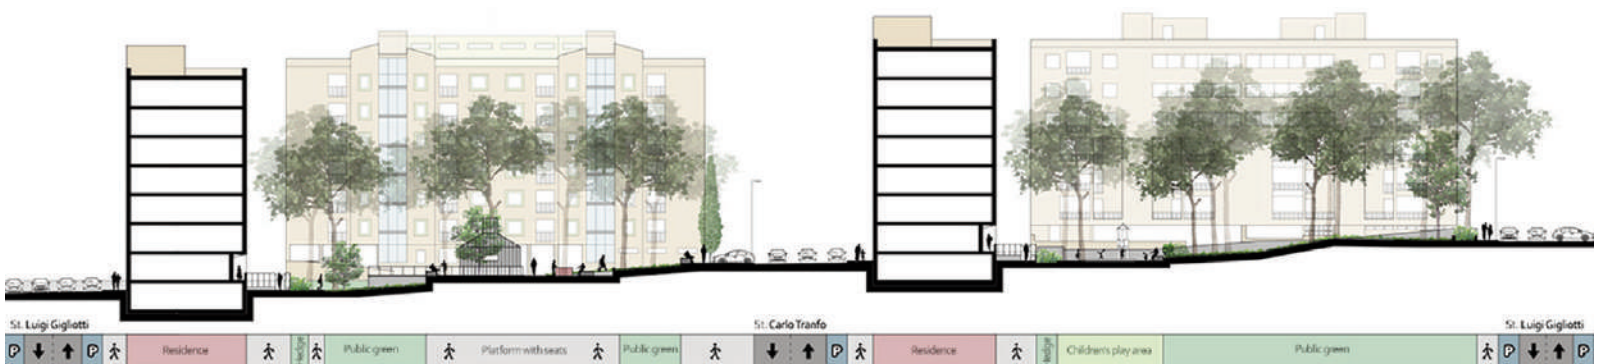 St. Luigi Gigliotti
St. Carlo Tranfo
St. Luigi Gigliotti
P P Residence Hedge Public green Platform with seats Public green P Residence Hedge Children's play area Public green P P